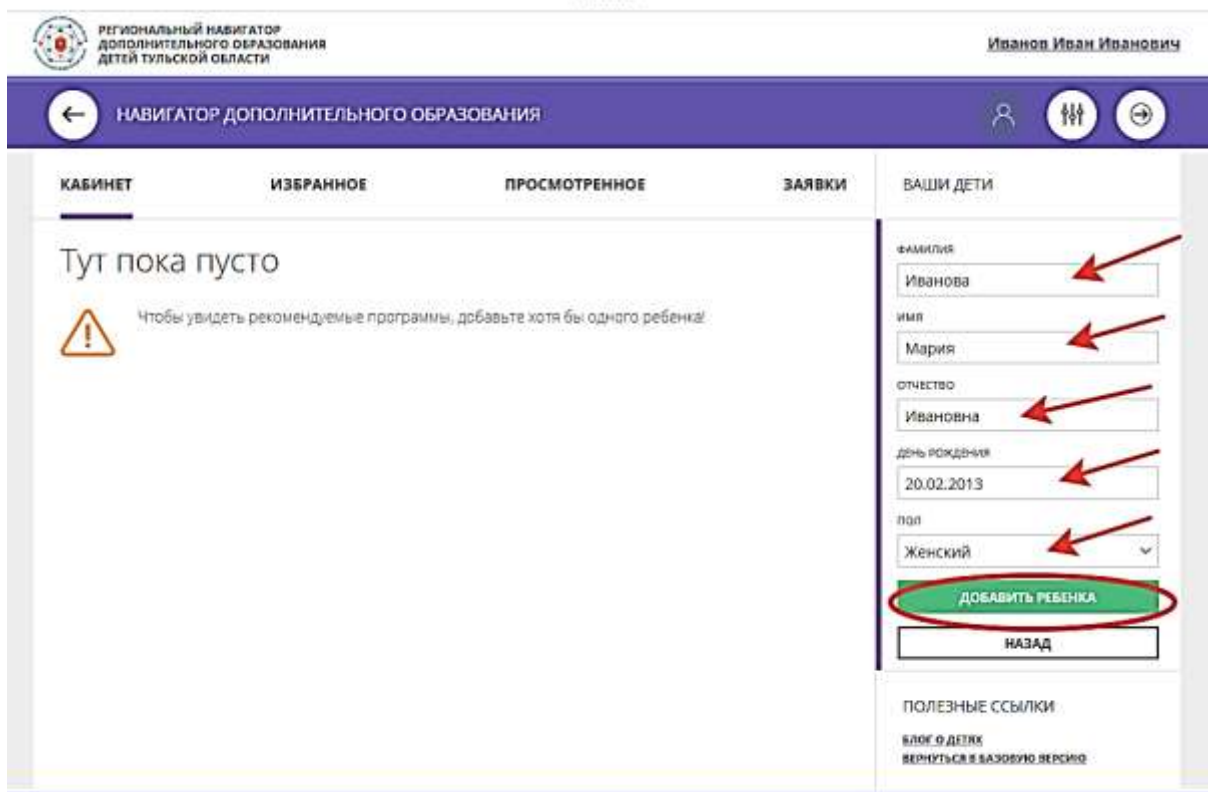 РЕГИОНАЛЬНЫЙ НАВИГАТОР
ДОПОЛНИТЕЛЬНОГО ОБРАЗОВАНИЯ
ДЕТЕЙ ТУЛЬСКОЙ ОБЛАСТИ
Иванов Иван Иванович
НАВИГАТОР ДОПОЛНИТЕЛЬНОГО ОБРАЗОВАНИЯ
КАБИНЕТ ИЗБРАННОЕ ПРОСМОТРЕННОЕ ЗАЯВКИ
Тут пока пусто
Чтобы увидеть рекомендуемые программы, добавьте хотя бы одного ребенка!
ВАШИ ДЕТИ
ФАМИЛИЯ
Иванова
ИМЯ
Мария
ОТЧЕСТВО
Ивановна
ДЕНЬ РОЖДЕНИЯ
20.02.2013
ПОЛ
Женский
ДОБАВИТЬ РЕБЕНКА
НАЗАД
ПОЛЕЗНЫЕ ССЫЛКИ
БЛОГ О ДЕТЯХ
ВЕРНУТЬСЯ В БАЗОВУЮ ВЕРСИЮ